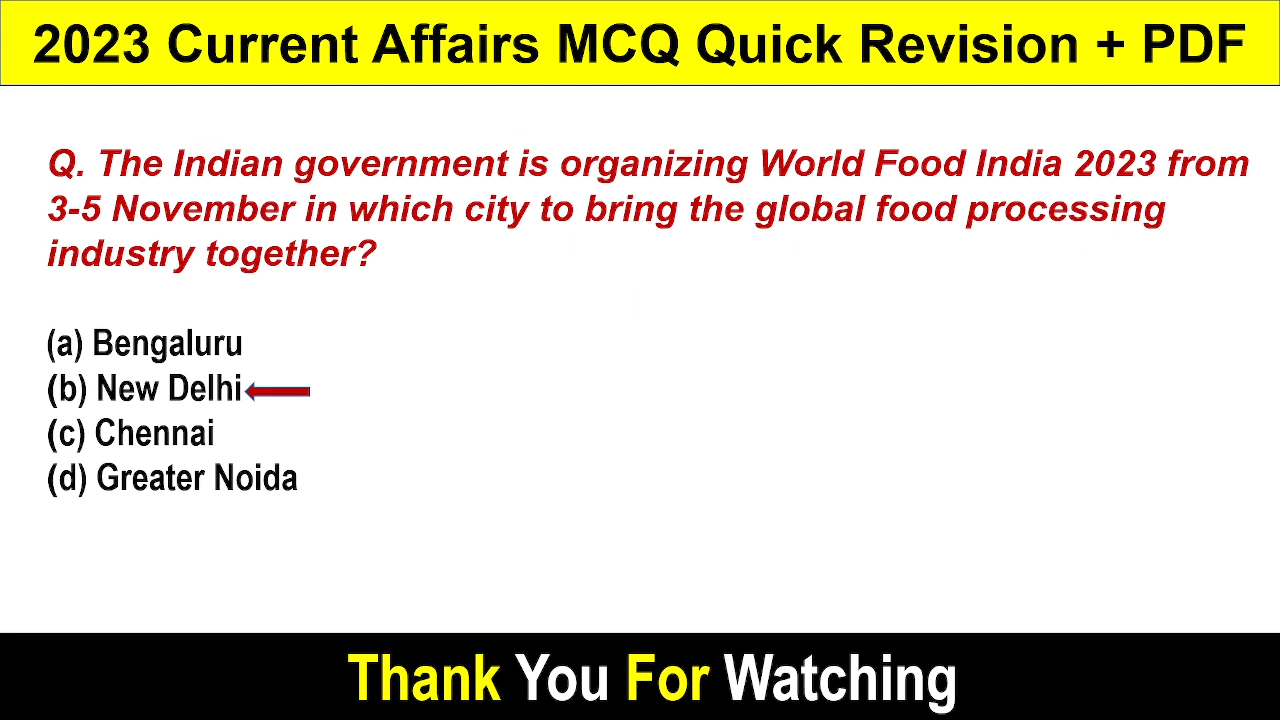 2023 Current Affairs MCQ Quick Revision + PDF
Q. The Indian government is organizing World Food India 2023 from
3-5 November in which city to bring the global food processing
industry together?
(a) Bengaluru
(b) New Delhi
(c) Chennai
(d) Greater Noida
Thank You For Watching